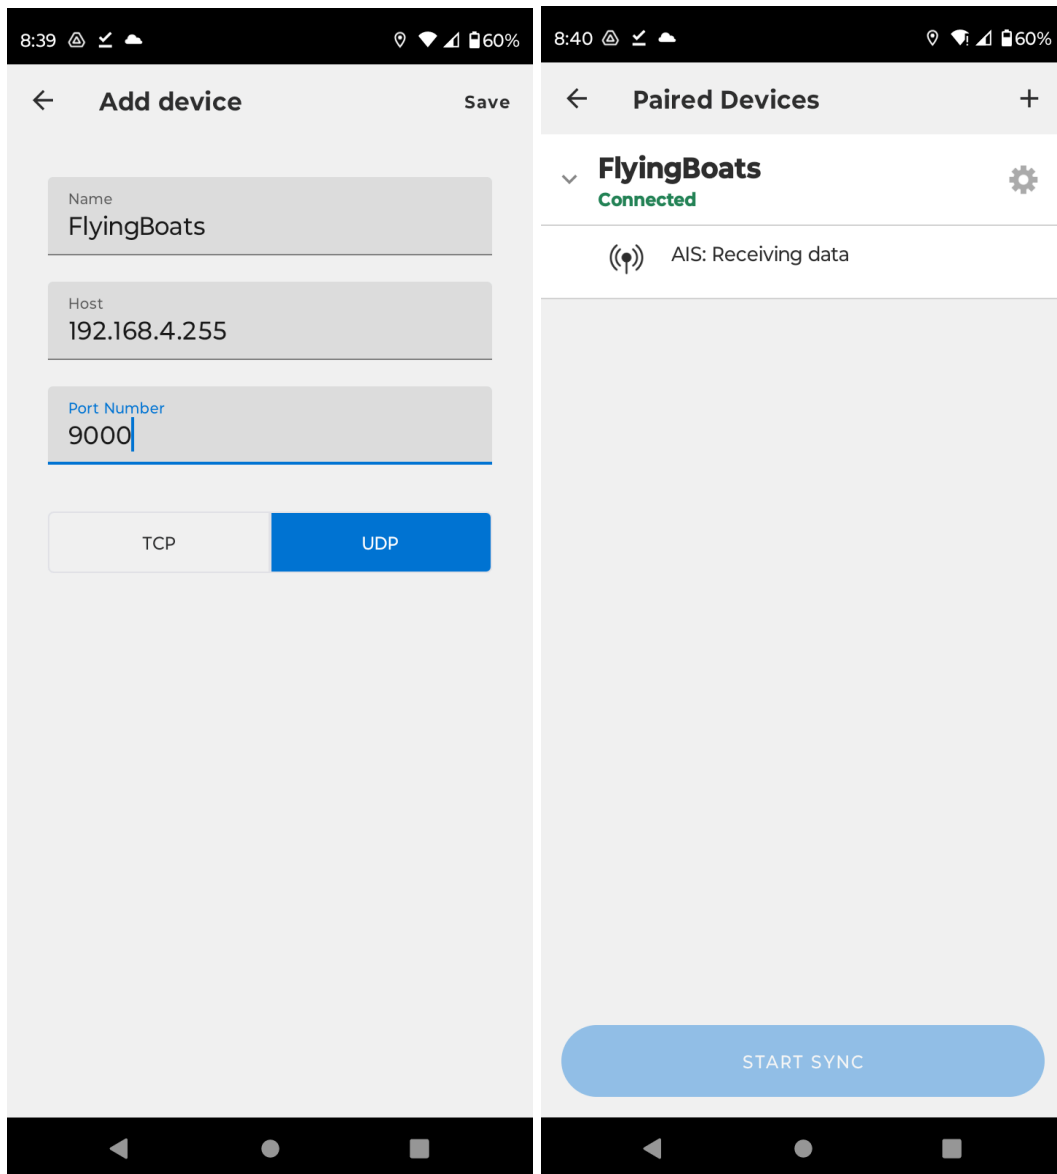 8:39 60%
Add device Save
Name
FlyingBoats
Host
192.168.4.255
Port Number
9000
TCP UDP
8:40 60%
Paired Devices
FlyingBoats
Connected
AIS: Receiving data
START SYNC